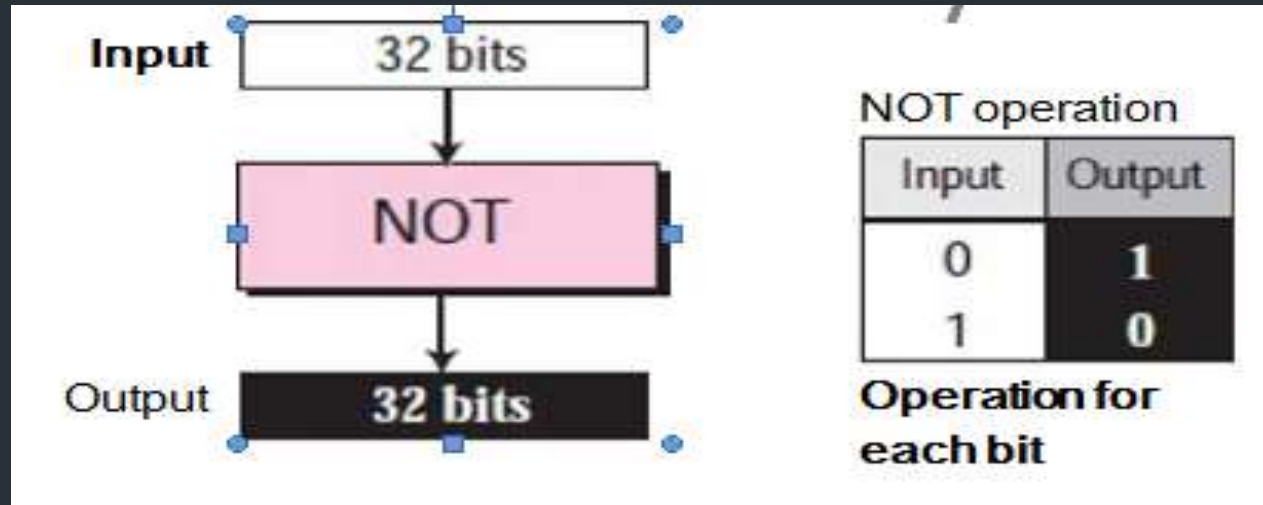 Input 32 bits
NOT
Output 32 bits
NOT operation
Input Output
0 1
1 0
Operation for
each bit